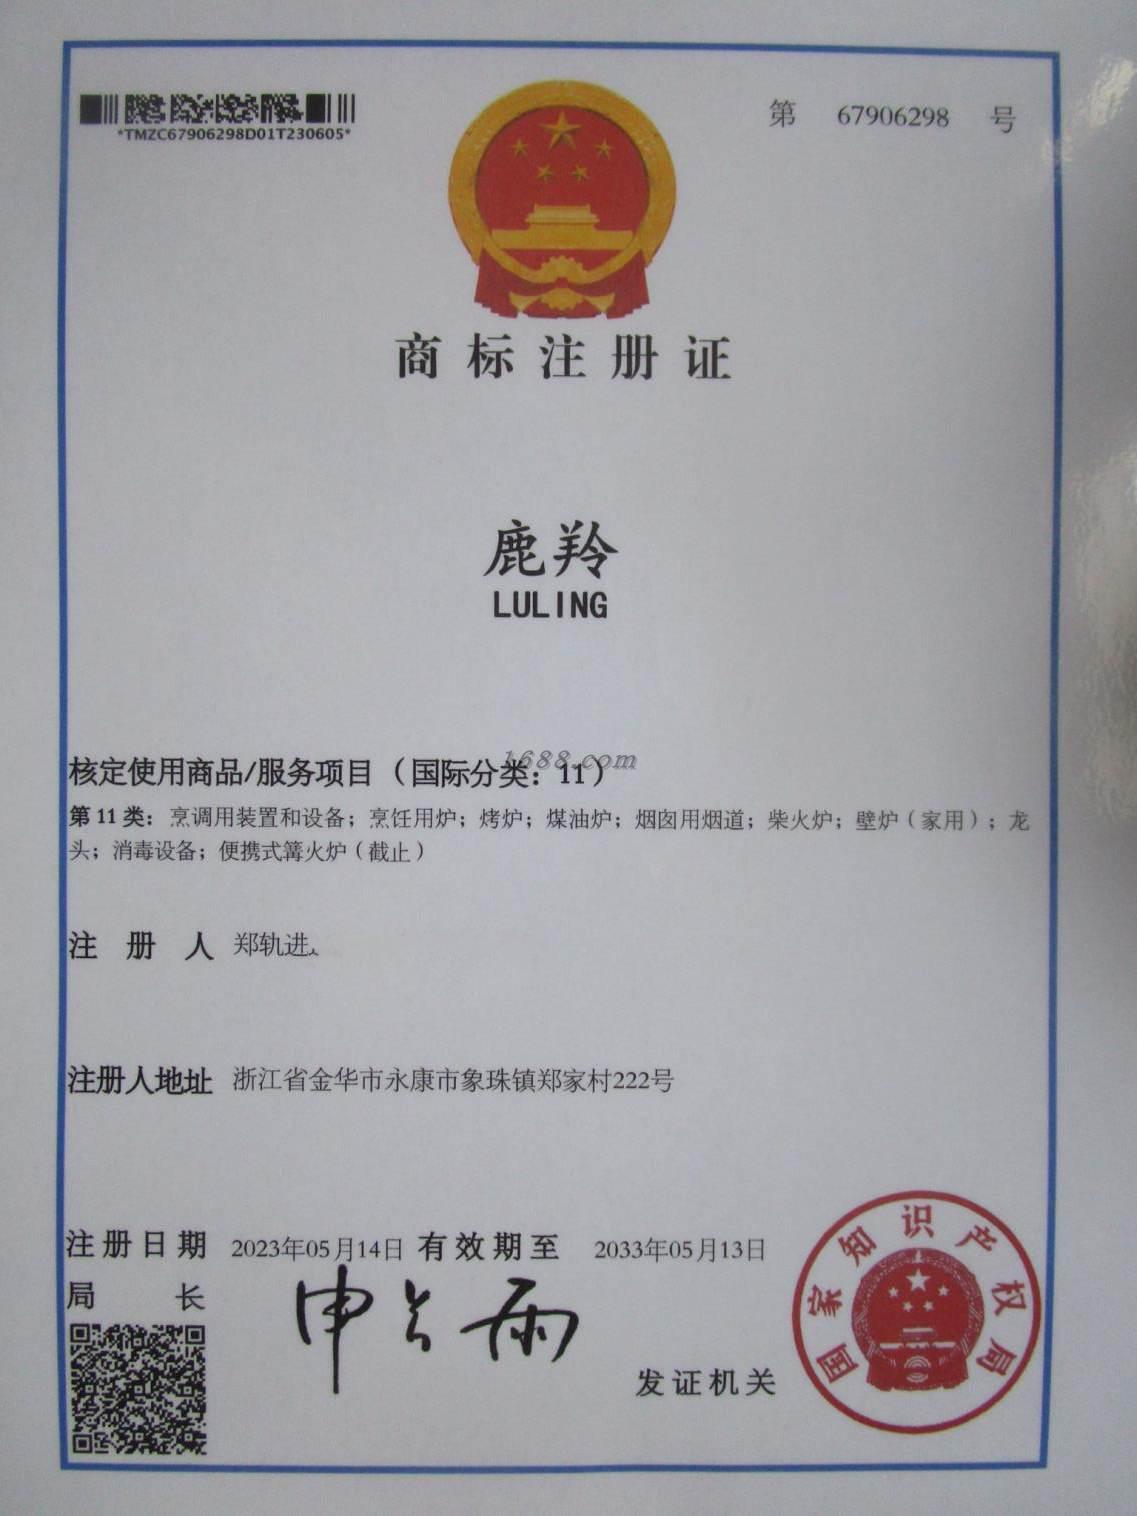 *TMZC67906298D01T230605*
第 67906298 号
商标注册证
鹿羚
LULING
1688.com
核定使用商品/服务项目（国际分类：11）
第 11 类：烹调用装置和设备；烹饪用炉；烤炉；煤油炉；烟囱用烟道；柴火炉；壁炉（家用）；龙
头；消毒设备；便携式篝火炉（截止）
注册人 郑轨进
注册人地址 浙江省金华市永康市象珠镇郑家村222号
注册日期 2023年05月14日 有效期至 2033年05月13日
局长 申长雨
发证机关
国家知识产权局